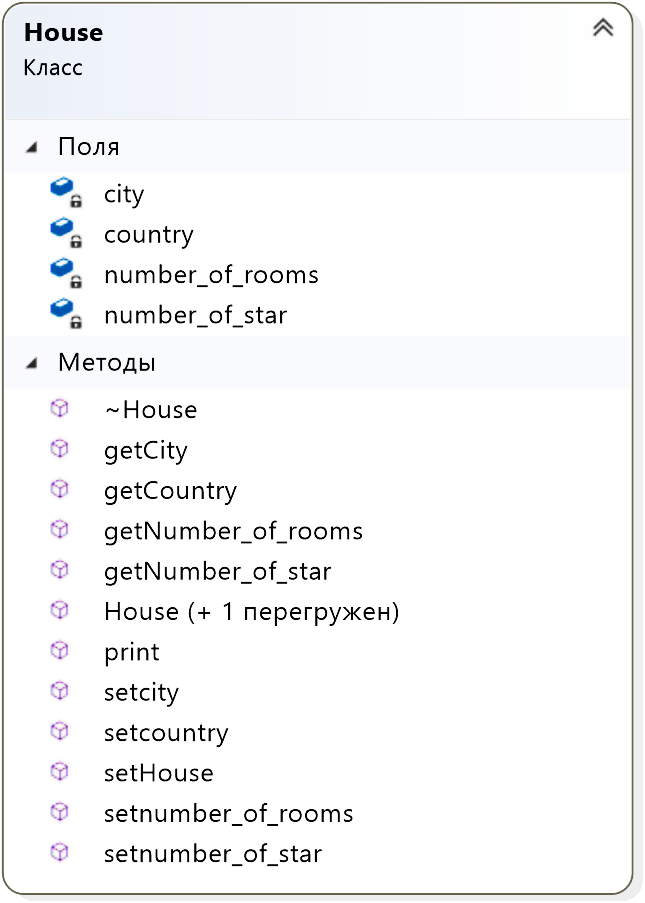 House
Класс
Поля
city
country
number_of_rooms
number_of_star
Методы
~House
getCity
getCountry
getNumber_of_rooms
getNumber_of_star
House (+ 1 перегружен)
print
setcity
setcountry
setHouse
setnumber_of_rooms
setnumber_of_star